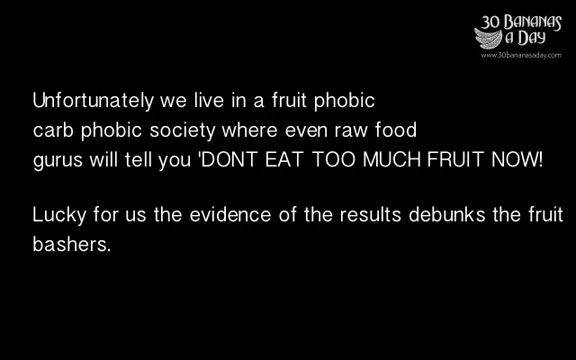 30 BANANAS
A DAY
www.30bananasaday.com
Unfortunately we live in a fruit phobic
carb phobic society where even raw food
gurus will tell you 'DONT EAT TOO MUCH FRUIT NOW!
Lucky for us the evidence of the results debunks the fruit
bashers.